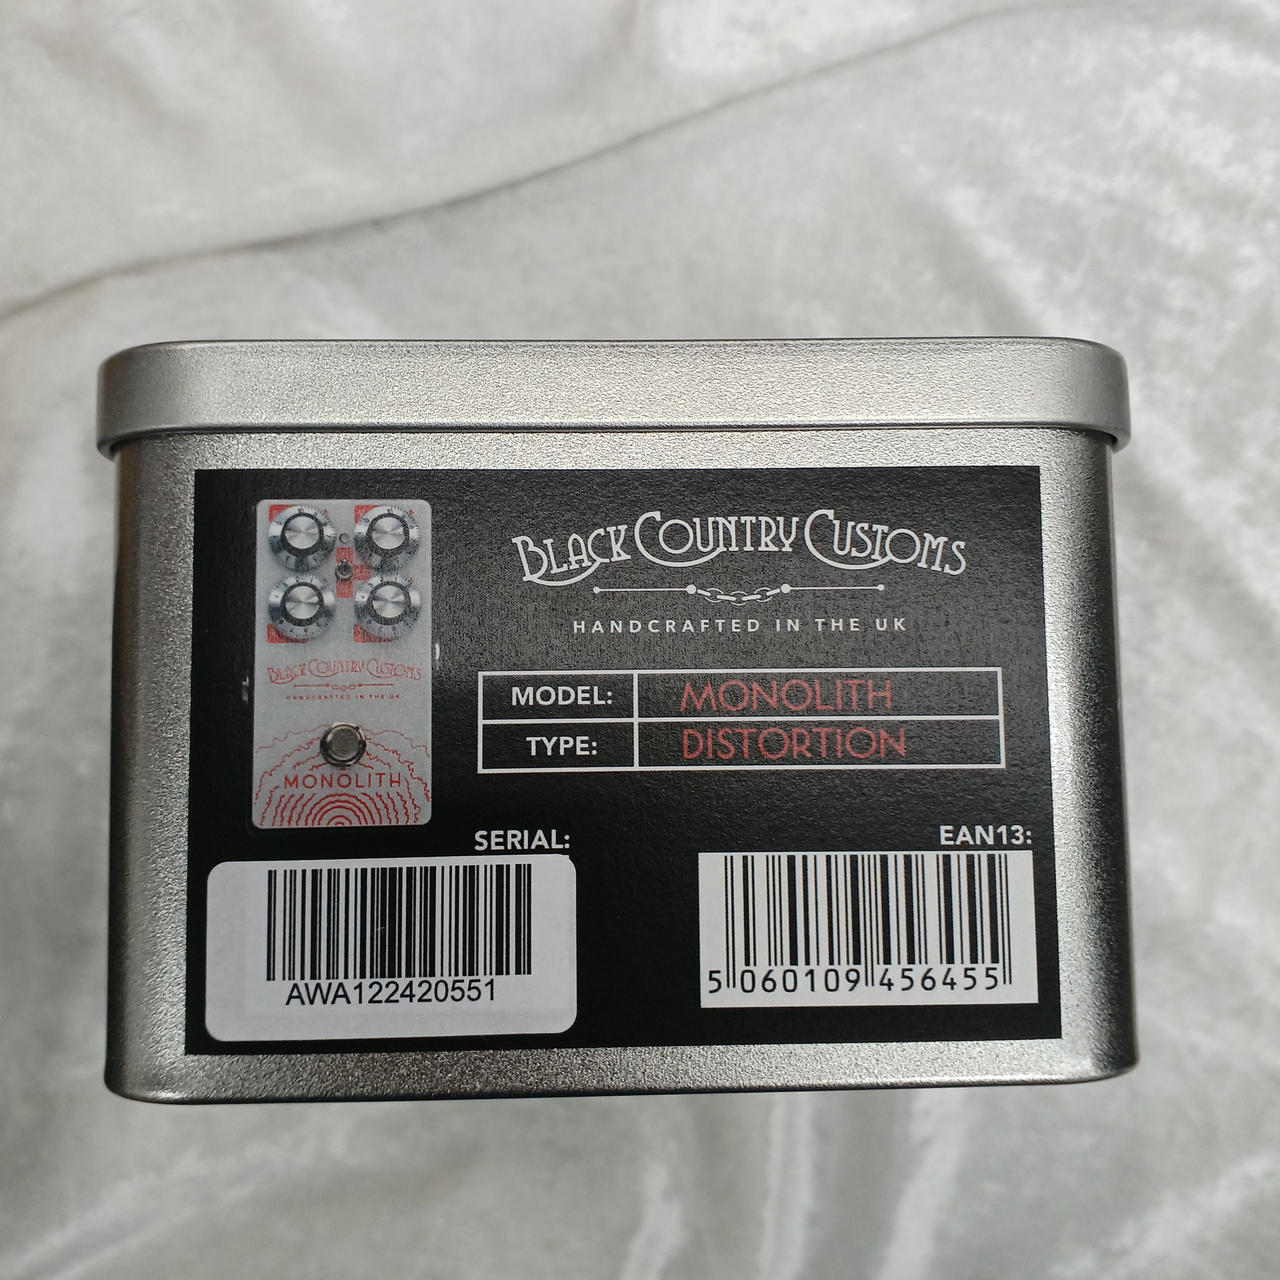 BLACK COUNTRY CUSTOMS
HANDCRAFTED IN THE UK
MODEL: MONOLITH
TYPE: DISTORTION
BLACK COUNTRY CUSTOMS
HANDCRAFTED IN THE UK
MONOLITH
SERIAL:
AWA122420551
EAN13:
5 060109 456455